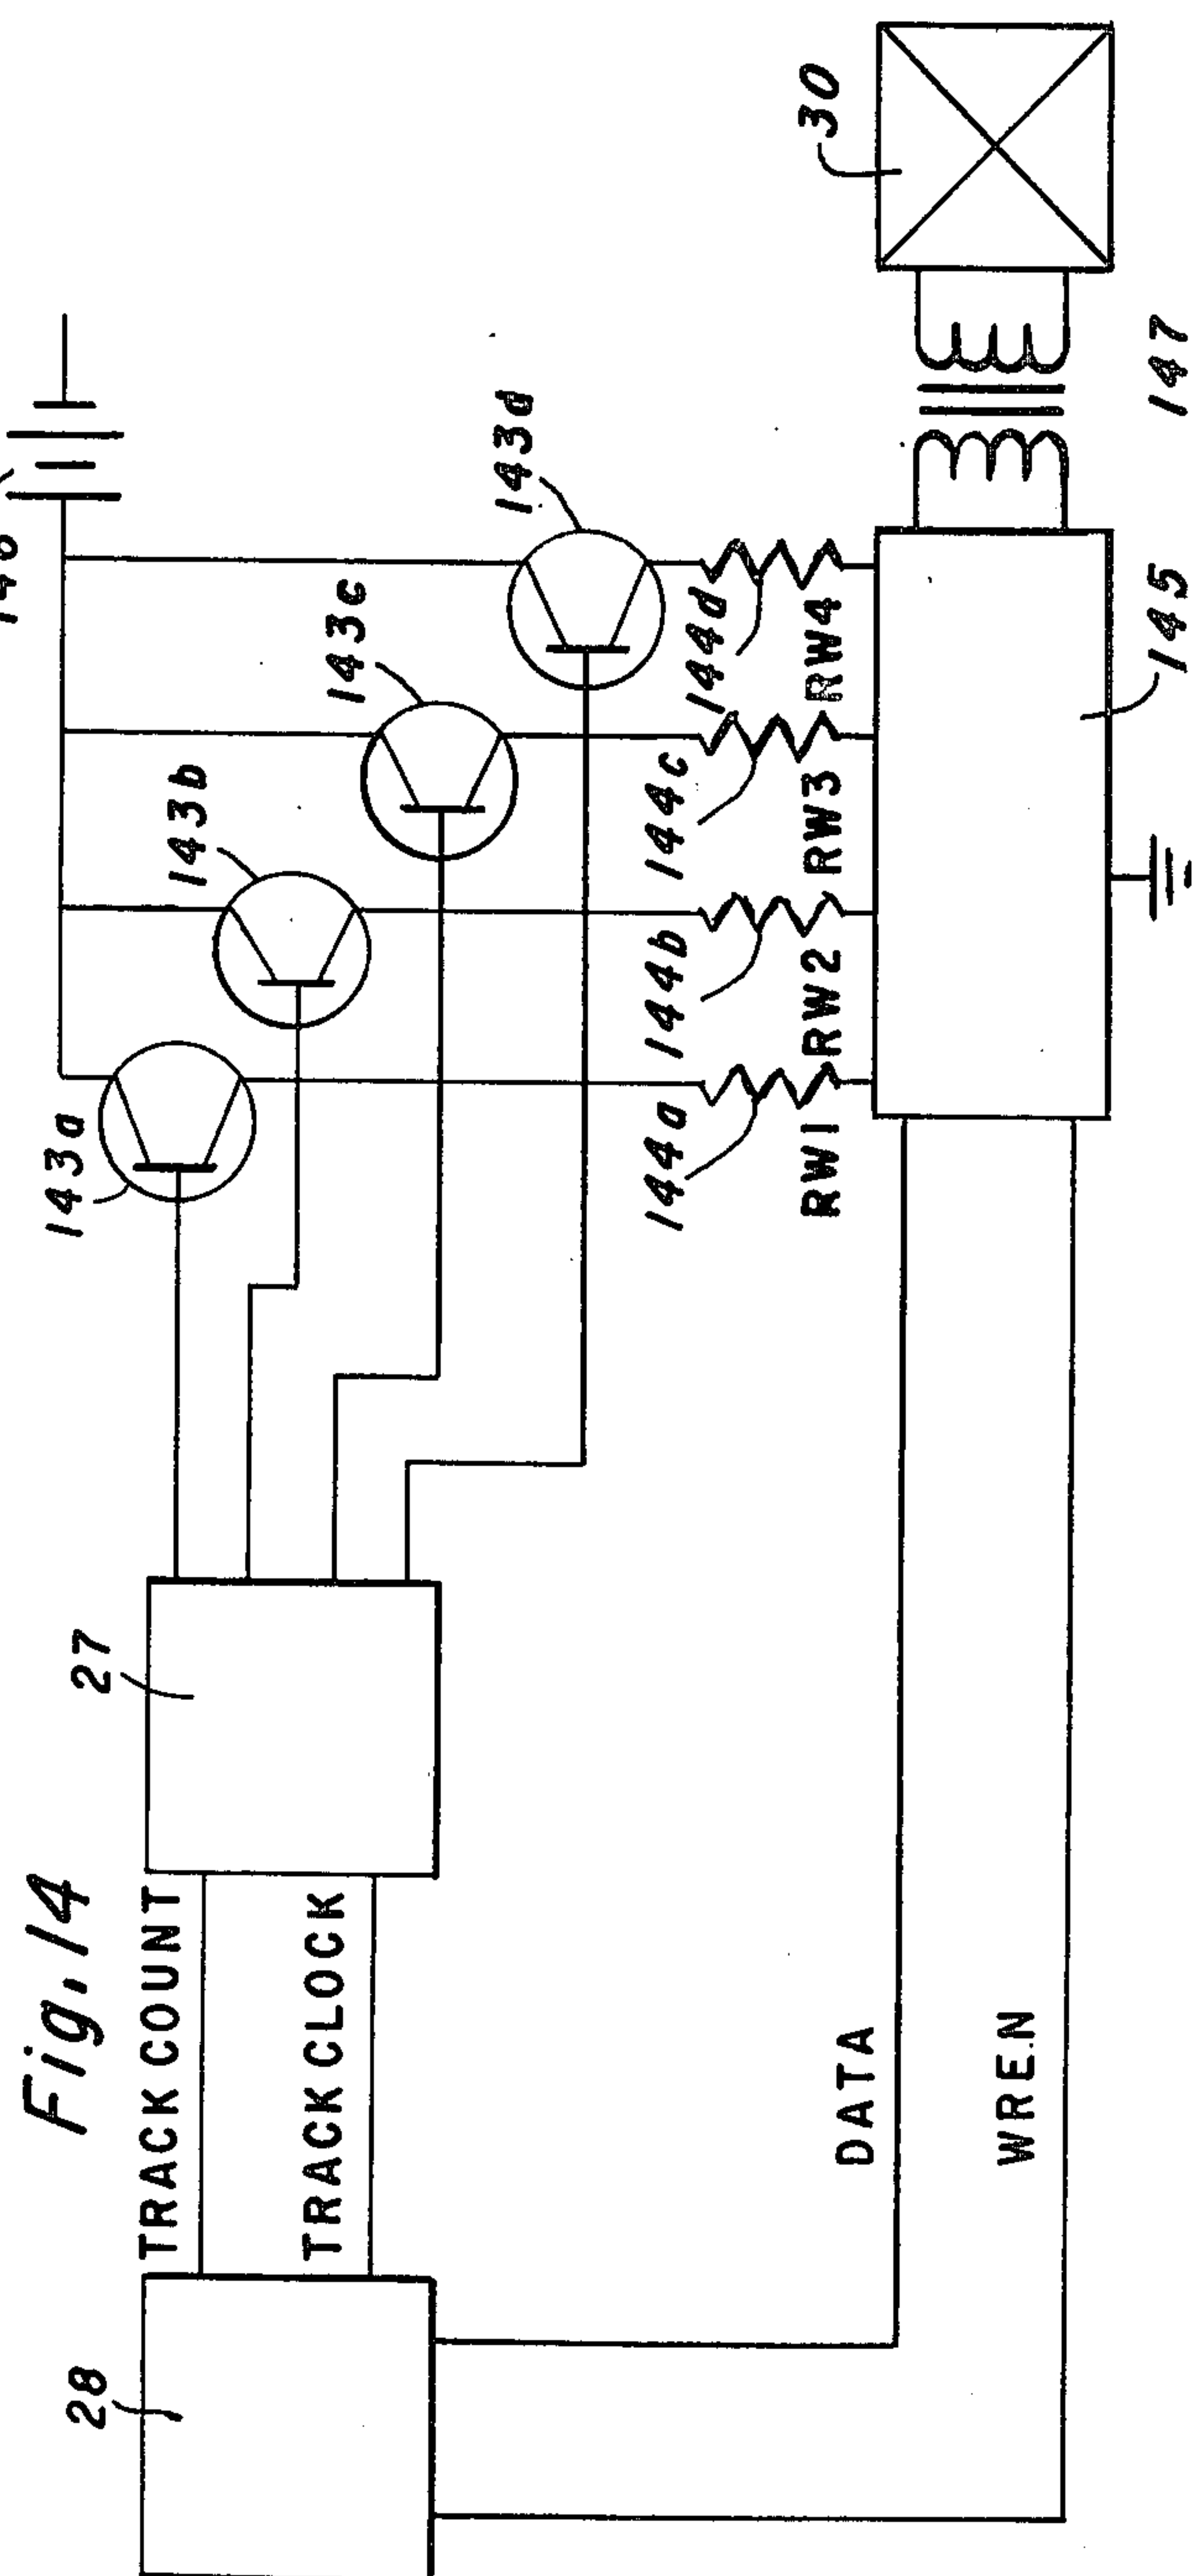 Fig. 14
28
TRACK COUNT
TRACK CLOCK
27
143a
143b
143c
143d
144a
144b
144c
144d
RW1
RW2
RW3
RW4
DATA
WREN
145
147
30